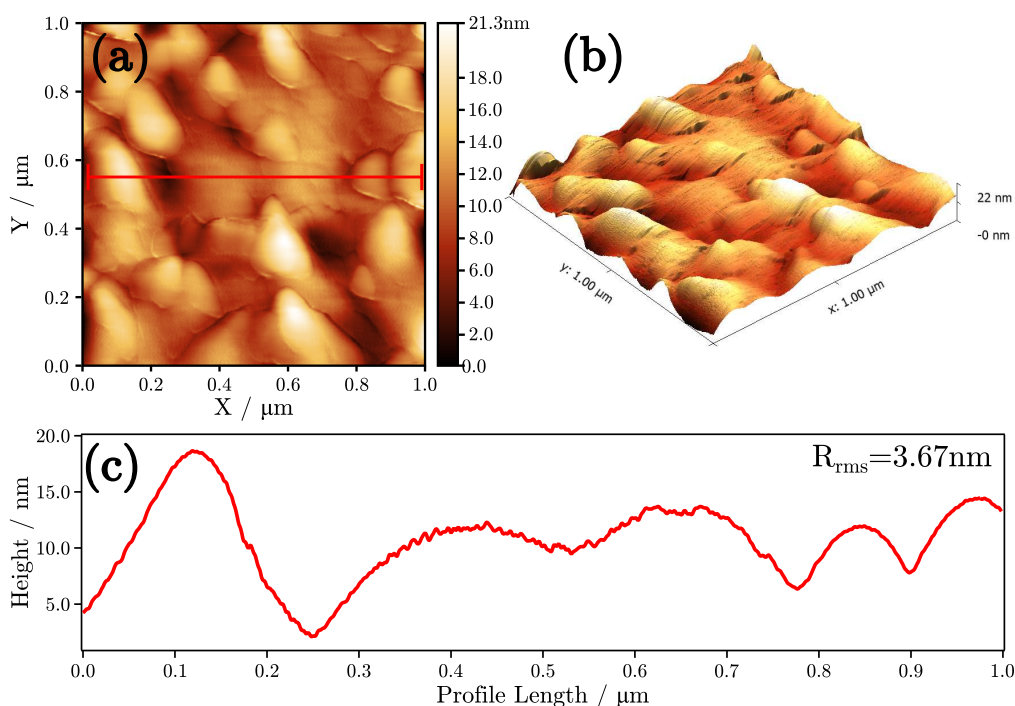 (a)
1.0
0.8
0.6
0.4
0.2
0.0
Y / µm
0.0 0.2 0.4 0.6 0.8 1.0
X / µm
21.3nm
18.0
16.0
14.0
12.0
10.0
8.0
6.0
4.0
2.0
0.0
(b)
22 nm
-0 nm
y: 1.00 µm
x: 1.00 µm
(c)
R_rms=3.67nm
20.0
15.0
10.0
5.0
Height / nm
0.0 0.1 0.2 0.3 0.4 0.5 0.6 0.7 0.8 0.9 1.0
Profile Length / µm